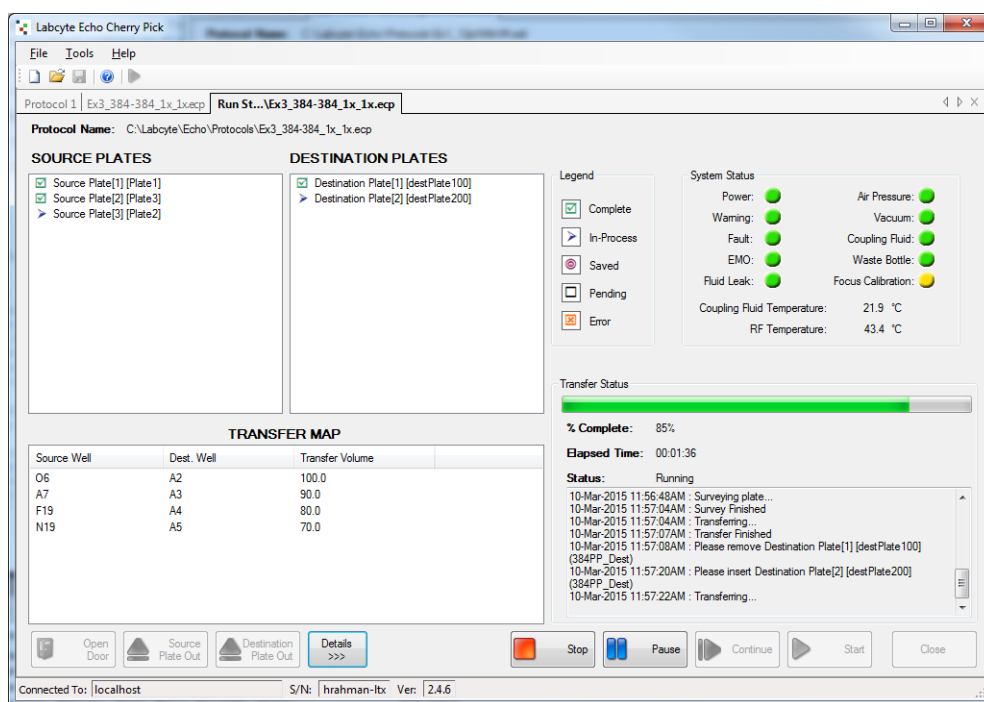 Labcyte Echo Cherry Pick
File Tools Help
Protocol 1 Ex3_384-384_1x_1x.ecp Run St...\Ex3_384-384_1x_1x.ecp
Protocol Name: C:\Labcyte\Echo\Protocols\Ex3_384-384_1x_1x.ecp
SOURCE PLATES
Source Plate[1] [Plate1]
Source Plate[2] [Plate3]
Source Plate[3] [Plate2]
DESTINATION PLATES
Destination Plate[1] [destPlate100]
Destination Plate[2] [destPlate200]
Legend
Complete
In-Process
Saved
Pending
Error
System Status
Power: Air Pressure:
Warning: Vacuum:
Fault: Coupling Fluid:
EMO: Waste Bottle:
Fluid Leak: Focus Calibration:
Coupling Fluid Temperature: 21.9 °C
RF Temperature: 43.4 °C
TRANSFER MAP
Source Well Dest. Well Transfer Volume
O6 A2 100.0
A7 A3 90.0
F19 A4 80.0
N19 A5 70.0
Transfer Status
% Complete: 85%
Elapsed Time: 00:01:36
Status: Running
10-Mar-2015 11:56:48AM : Surveying plate...
10-Mar-2015 11:57:04AM : Survey Finished
10-Mar-2015 11:57:04AM : Transferring...
10-Mar-2015 11:57:07AM : Transfer Finished
10-Mar-2015 11:57:08AM : Please remove Destination Plate[1] [destPlate100]
(384PP_Dest)
10-Mar-2015 11:57:20AM : Please insert Destination Plate[2] [destPlate200]
(384PP_Dest)
10-Mar-2015 11:57:22AM : Transferring...
Open
Door
Source
Plate Out
Destination
Plate Out
Details
>>>
Stop
Pause
Continue
Start
Close
Connected To: localhost S/N: hrahman-ltx Ver: 2.4.6